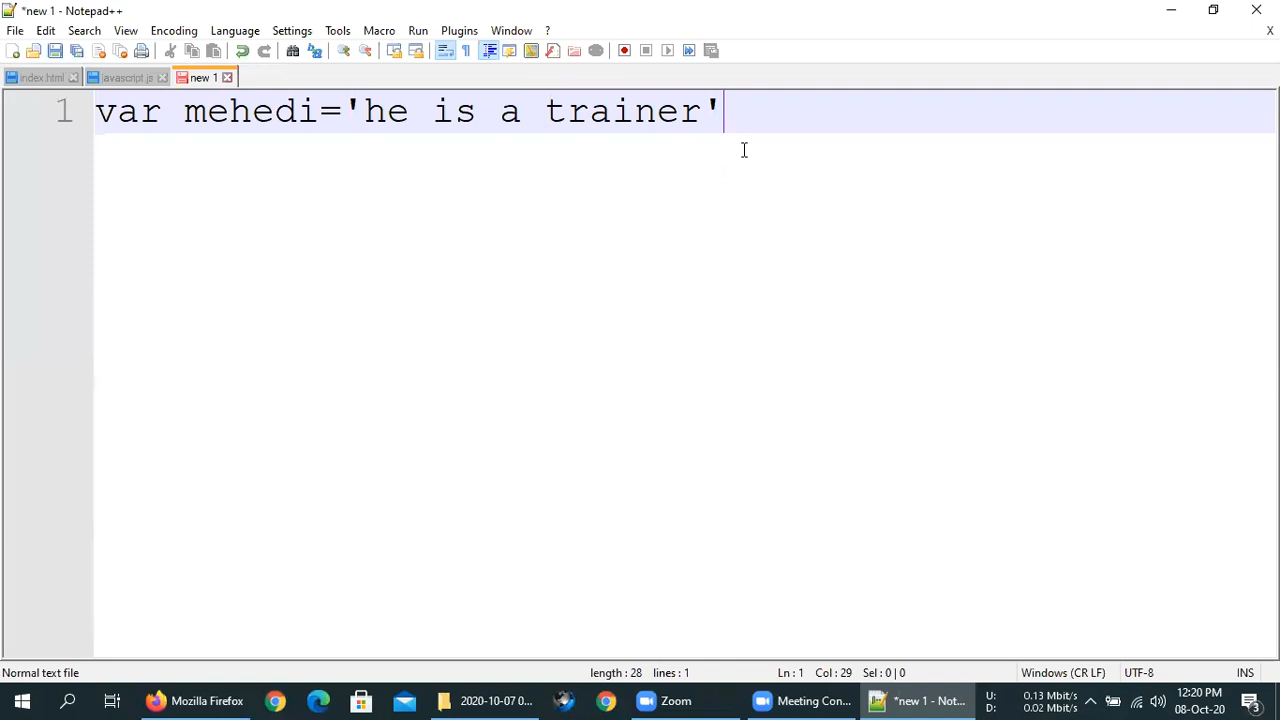 *new 1 - Notepad++
File Edit Search View Encoding Language Settings Tools Macro Run Plugins Window ? X
index.html javascript.js new 1
1 var mehedi='he is a trainer'
Normal text file length : 28 lines : 1 Ln : 1 Col : 29 Sel : 0 | 0 Windows (CR LF) UTF-8 INS
Mozilla Firefox 2020-10-07 0... Zoom Meeting Con... *new 1 - Not... U: 0.13 Mbit/s 12:20 PM
D: 0.02 Mbit/s 08-Oct-20 3